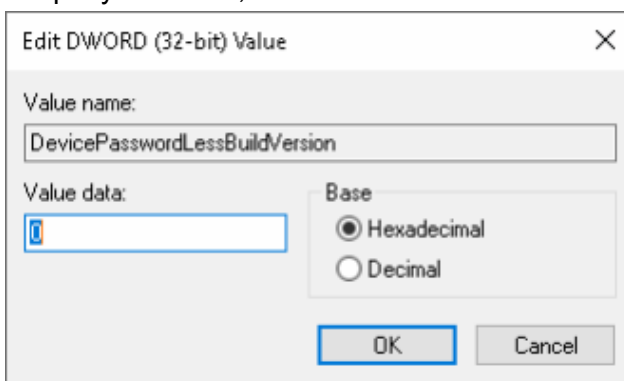 Edit DWORD (32-bit) Value
Value name:
DevicePasswordLessBuildVersion
Value data:
0
Base
Hexadecimal
Decimal
OK
Cancel